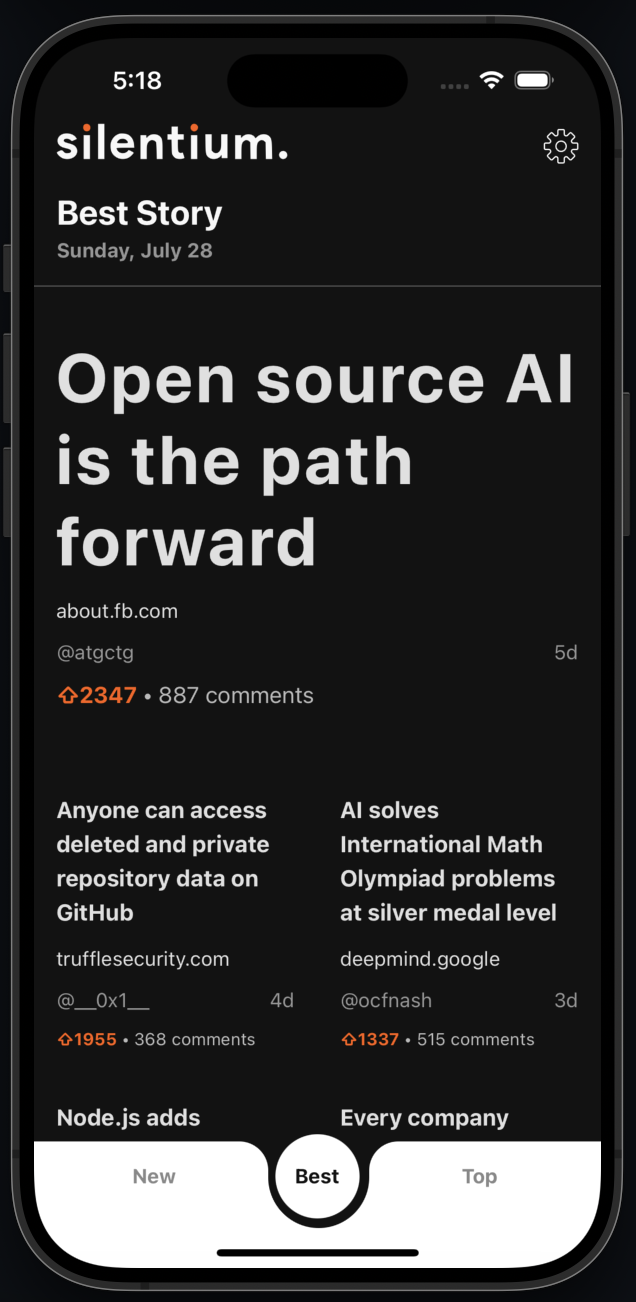 5:18
silentium.
Best Story
Sunday, July 28
Open source AI
is the path
forward
about.fb.com
@atgctg 5d
2347 • 887 comments
Anyone can access
deleted and private
repository data on
GitHub
trufflesecurity.com
@__0x1__ 4d
1955 • 368 comments
AI solves
International Math
Olympiad problems
at silver medal level
deepmind.google
@ocfnash 3d
1337 • 515 comments
Node.js adds
Every company
New
Best
Top